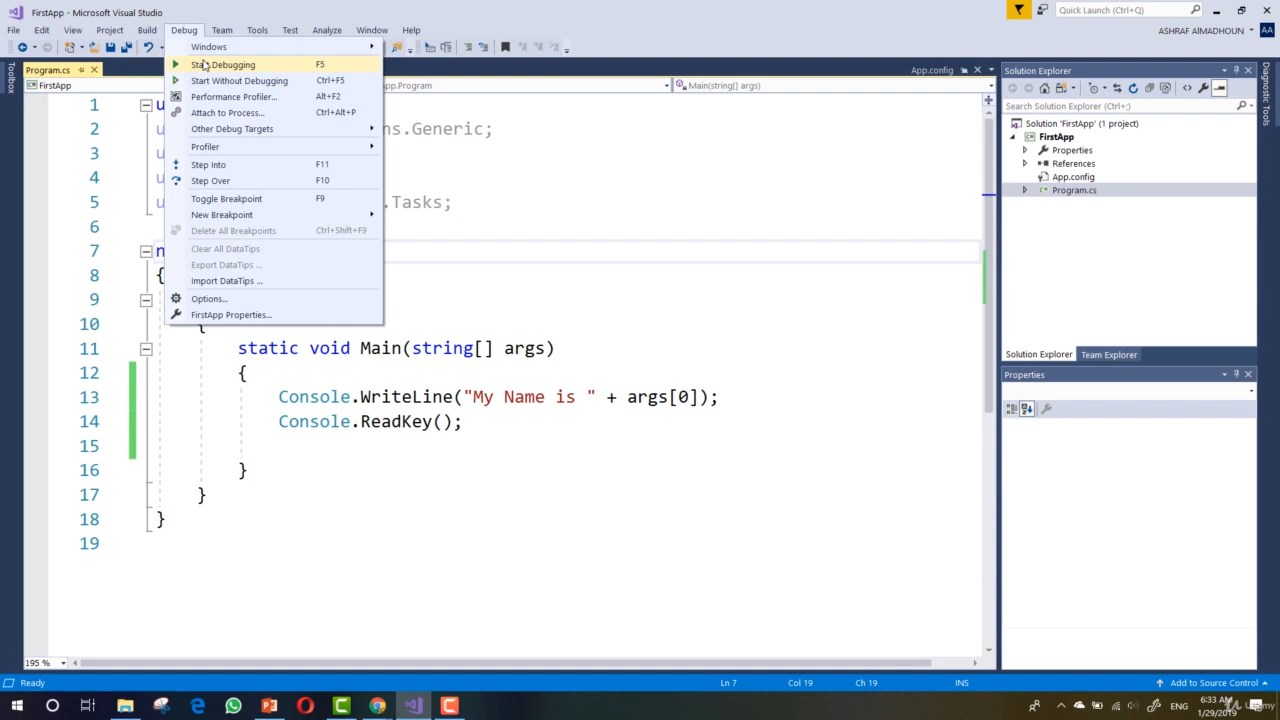 FirstApp - Microsoft Visual Studio
Quick Launch (Ctrl+Q)
File Edit View Project Build Debug Team Tools Test Analyze Window Help
ASHRAF AIMADHOUN AA
Windows
Start Debugging F5
Start Without Debugging Ctrl+F5
Performance Profiler... Alt+F2
Attach to Process... Ctrl+Alt+P
Other Debug Targets
Profiler
Step Into F11
Step Over F10
Toggle Breakpoint F9
New Breakpoint
Delete All Breakpoints Ctrl+Shift+F9
Clear All DataTips
Export DataTips ...
Import DataTips ...
Options...
FirstApp Properties...
Toolbox
Program.cs
App.config
FirstApp
App.Program
Main(string[] args)
1 u
2 u ns.Generic;
3 u
4 u
5 u .Tasks;
6
7 n
8 {
9
10 {
11 static void Main(string[] args)
12 {
13 Console.WriteLine("My Name is " + args[0]);
14 Console.ReadKey();
15
16 }
17 }
18 }
19
195 %
Solution Explorer
Search Solution Explorer (Ctrl+;)
Solution 'FirstApp' (1 project)
FirstApp
Properties
References
App.config
Program.cs
Solution Explorer Team Explorer
Properties
Diagnostic Tools
Ready
Ln 7 Col 19 Ch 19 INS
Add to Source Control
6:33 AM
1/29/2019